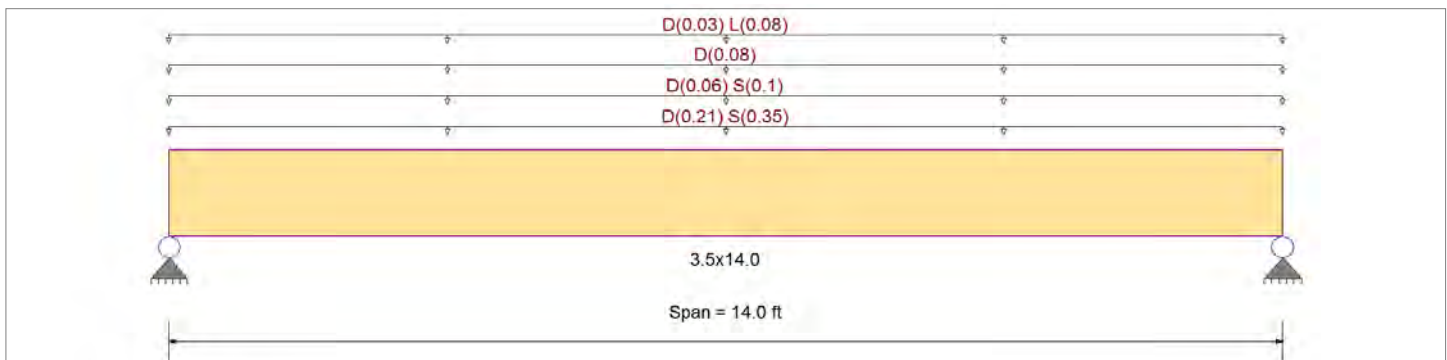 D(0.03) L(0.08)
D(0.08)
D(0.06) S(0.1)
D(0.21) S(0.35)
3.5x14.0
Span = 14.0 ft